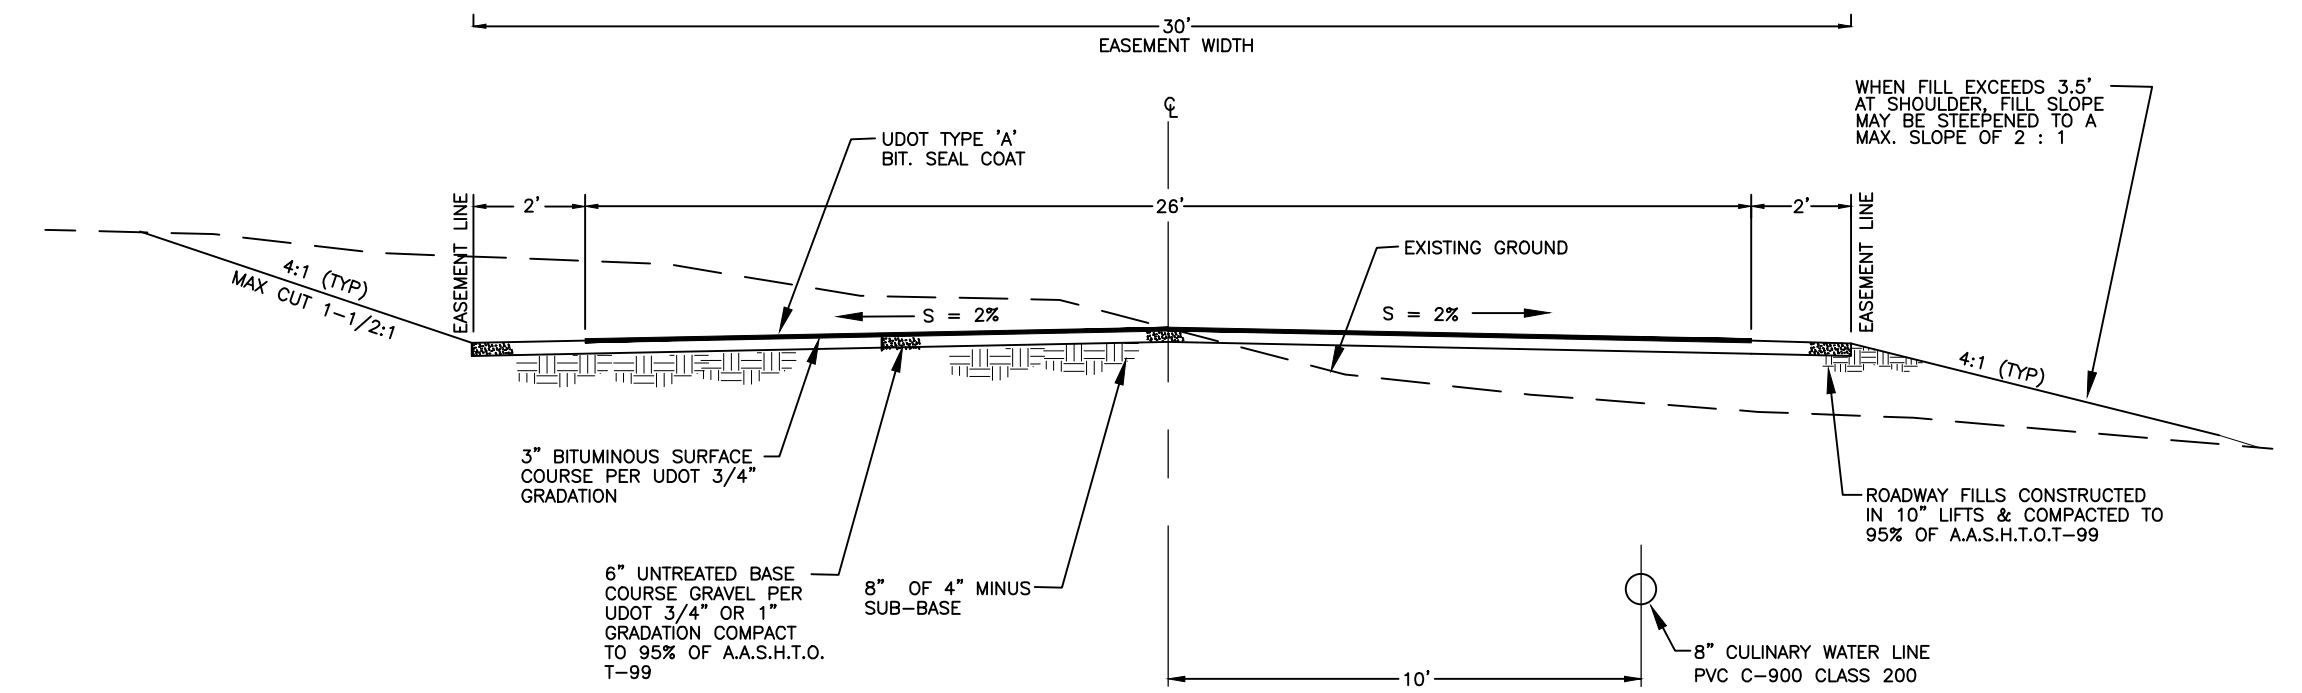 30'
EASEMENT WIDTH
℄
WHEN FILL EXCEEDS 3.5'
AT SHOULDER, FILL SLOPE
MAY BE STEEPENED TO A
MAX. SLOPE OF 2 : 1
UDOT TYPE 'A'
BIT. SEAL COAT
EASEMENT LINE
2'
26'
2'
EASEMENT LINE
EXISTING GROUND
4:1 (TYP)
MAX CUT 1-1/2:1
S = 2%
S = 2%
4:1 (TYP)
3" BITUMINOUS SURFACE
COURSE PER UDOT 3/4"
GRADATION
ROADWAY FILLS CONSTRUCTED
IN 10" LIFTS & COMPACTED TO
95% OF A.A.S.H.T.O.T-99
6" UNTREATED BASE
COURSE GRAVEL PER
UDOT 3/4" OR 1"
GRADATION COMPACT
TO 95% OF A.A.S.H.T.O.
T-99
8" OF 4" MINUS
SUB-BASE
8" CULINARY WATER LINE
PVC C-900 CLASS 200
10'